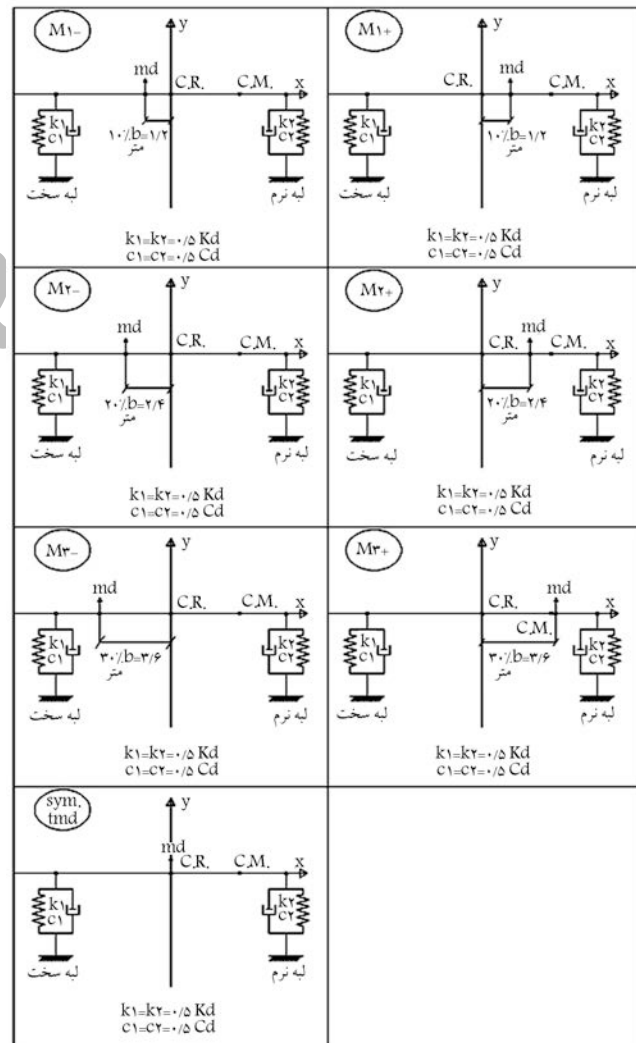 M۱-
y
md
C.R.
C.M.
x
k۱
c۱
k۲
c۲
۱۰٪.b=۱/۲
متر
لبه سخت
لبه نرم
k۱=k۲=۰/۵ Kd
c۱=c۲=۰/۵ Cd
M۱+
y
C.R.
md
C.M.
x
k۱
c۱
k۲
c۲
۱۰٪.b=۱/۲
متر
لبه سخت
لبه نرم
k۱=k۲=۰/۵ Kd
c۱=c۲=۰/۵ Cd
M۲-
y
md
C.R.
C.M.
x
k۱
c۱
k۲
c۲
۲۰٪.b=۲/۴
متر
لبه سخت
لبه نرم
k۱=k۲=۰/۵ Kd
c۱=c۲=۰/۵ Cd
M۲+
y
md
C.R.
C.M.
x
k۱
c۱
k۲
c۲
۲۰٪.b=۲/۴
متر
لبه سخت
لبه نرم
k۱=k۲=۰/۵ Kd
c۱=c۲=۰/۵ Cd
M۳-
y
md
C.R.
C.M.
x
k۱
c۱
k۲
c۲
۳۰٪.b=۳/۶
متر
لبه سخت
لبه نرم
k۱=k۲=۰/۵ Kd
c۱=c۲=۰/۵ Cd
M۳+
y
md
C.R.
C.M.
x
k۱
c۱
k۲
c۲
۳۰٪.b=۳/۶
متر
لبه سخت
لبه نرم
k۱=k۲=۰/۵ Kd
c۱=c۲=۰/۵ Cd
sym.
tmd
y
md
C.R.
C.M.
x
k۱
c۱
k۲
c۲
لبه سخت
لبه نرم
k۱=k۲=۰/۵ Kd
c۱=c۲=۰/۵ Cd